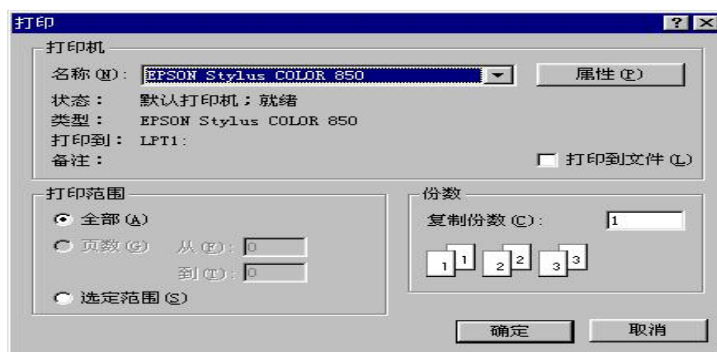 打印
打印机
名称(N): EPSON Stylus COLOR 850 属性(P)
状态: 默认打印机；就绪
类型: EPSON Stylus COLOR 850
打印到: LPT1:
备注: 打印到文件(L)
打印范围
全部(A)
页数(G) 从(F): 0
到(T): 0
选定范围(S)
份数
复制份数(C): 1
1 1 2 2 3 3
确定 取消